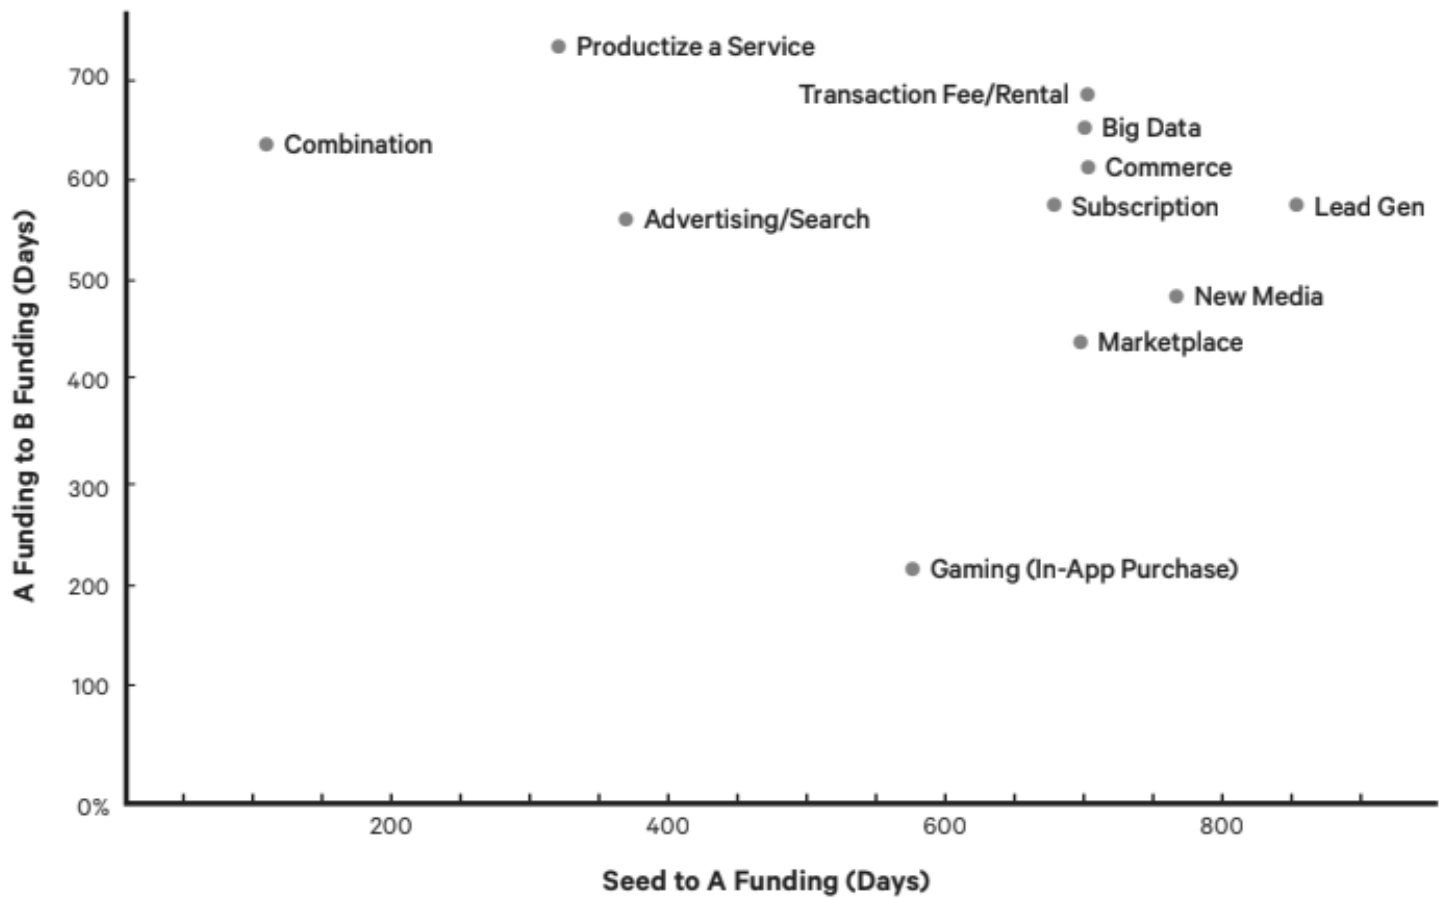 Productize a Service
700
Transaction Fee/Rental
Big Data
Combination
Commerce
600
Subscription
Lead Gen
Advertising/Search
500
New Media
Marketplace
400
A Funding to B Funding (Days)
300
Gaming (In-App Purchase)
200
100
0%
200 400 600 800
Seed to A Funding (Days)